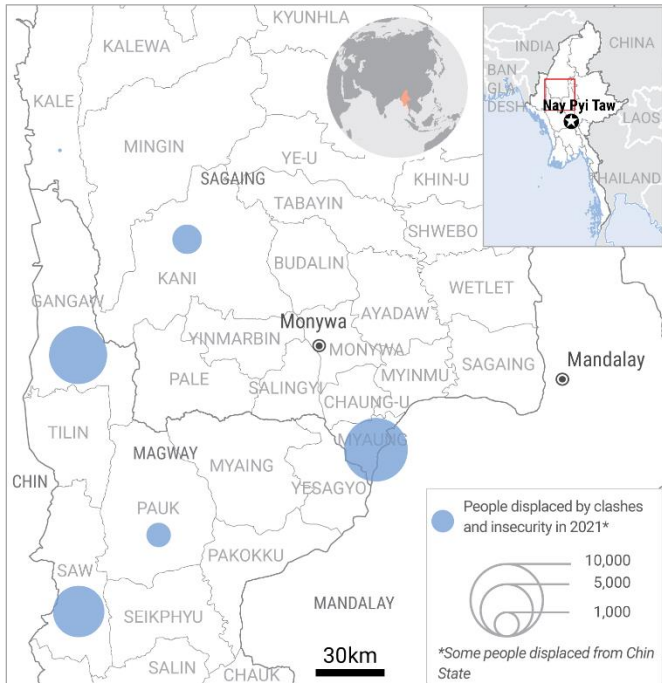 KYUNHLA
KALEWA
KALE
MINGIN
YE-U
SAGAING
KHIN-U
TABAYIN
SHWEBO
KANI
BUDALIN
WETLET
GANGAW
AYADAW
YINMARBIN
Monywa
MONYWA
PALE
SALINGYI
MYINMU
SAGAING
Mandalay
CHAUNG-U
TILIN
MYAUNG
MAGWAY
MYAING
CHIN
YESAGYO
PAUK
PAKOKKU
SAW
SEIKPHYU
MANDALAY
SALIN
CHAUK
30km
INDIA
CHINA
BAN
GLA
DESH
Nay Pyi Taw
LAOS
THAILAND
People displaced by clashes
and insecurity in 2021*
10,000
5,000
1,000
*Some people displaced from Chin
State